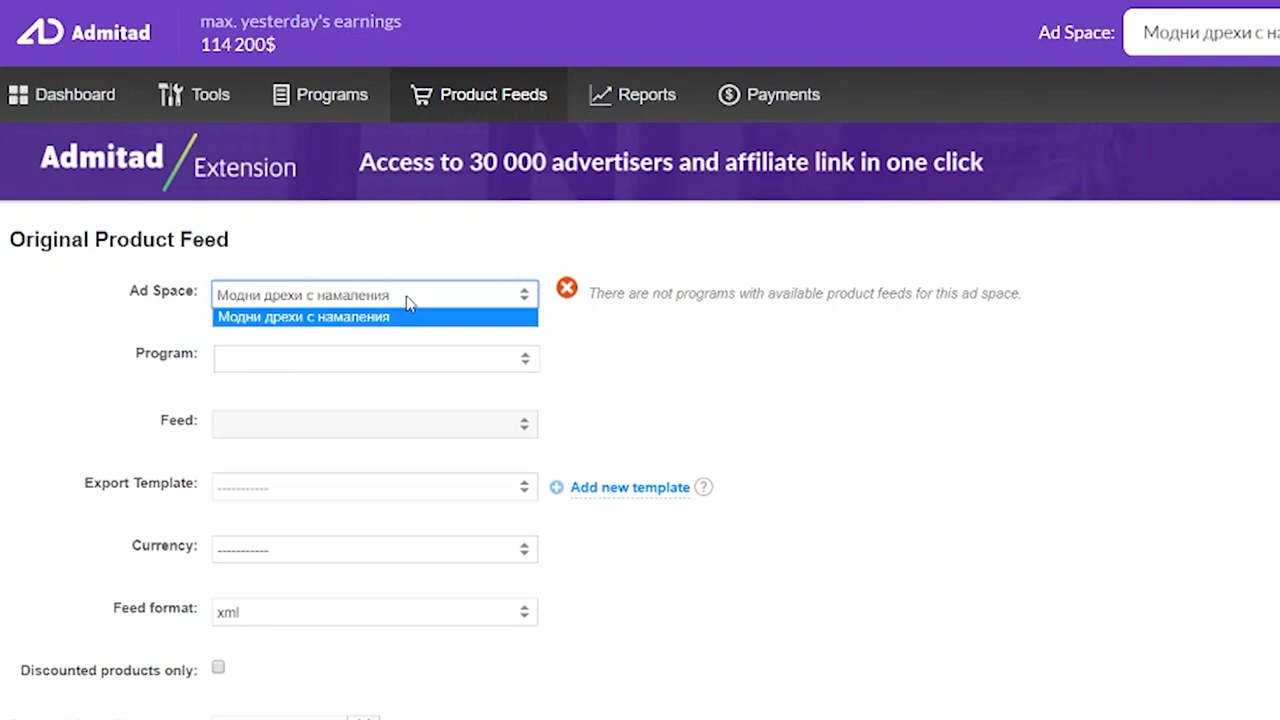 Admitad
max. yesterday's earnings
114 200$
Ad Space:
Модни дрехи с
Dashboard
Tools
Programs
Product Feeds
Reports
Payments
Admitad
Extension
Access to 30 000 advertisers and affiliate link in one click
Original Product Feed
Ad Space:
Модни дрехи с намаления
There are not programs with available product feeds for this ad space.
Модни дрехи с намаления
Program:
Feed:
Export Template:
-----------
Add new template
?
Currency:
-----------
Feed format:
xml
Discounted products only: